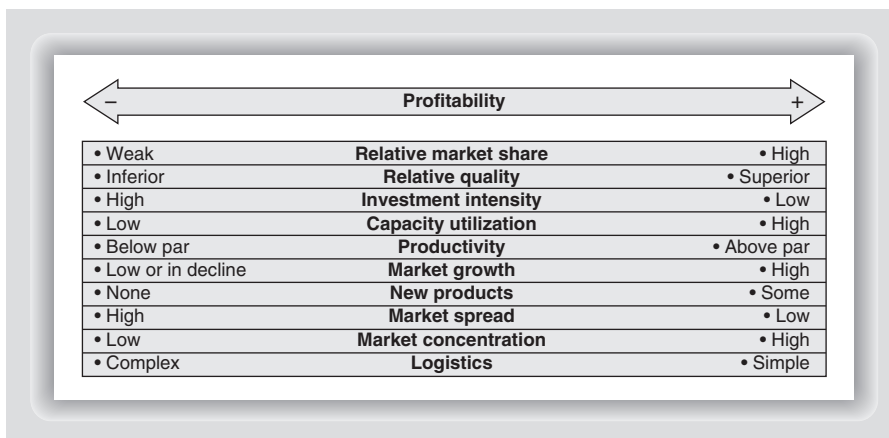 – Profitability +
• Weak Relative market share • High
• Inferior Relative quality • Superior
• High Investment intensity • Low
• Low Capacity utilization • High
• Below par Productivity • Above par
• Low or in decline Market growth • High
• None New products • Some
• High Market spread • Low
• Low Market concentration • High
• Complex Logistics • Simple